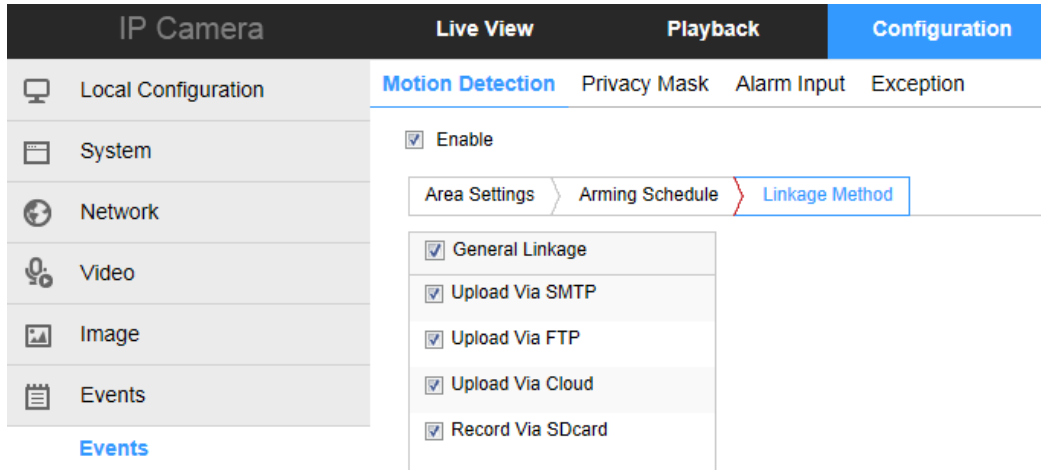 IP Camera
Live View
Playback
Configuration
Local Configuration
System
Network
Video
Image
Events
Events
Motion Detection
Privacy Mask
Alarm Input
Exception
Enable
Area Settings
Arming Schedule
Linkage Method
General Linkage
Upload Via SMTP
Upload Via FTP
Upload Via Cloud
Record Via SDcard